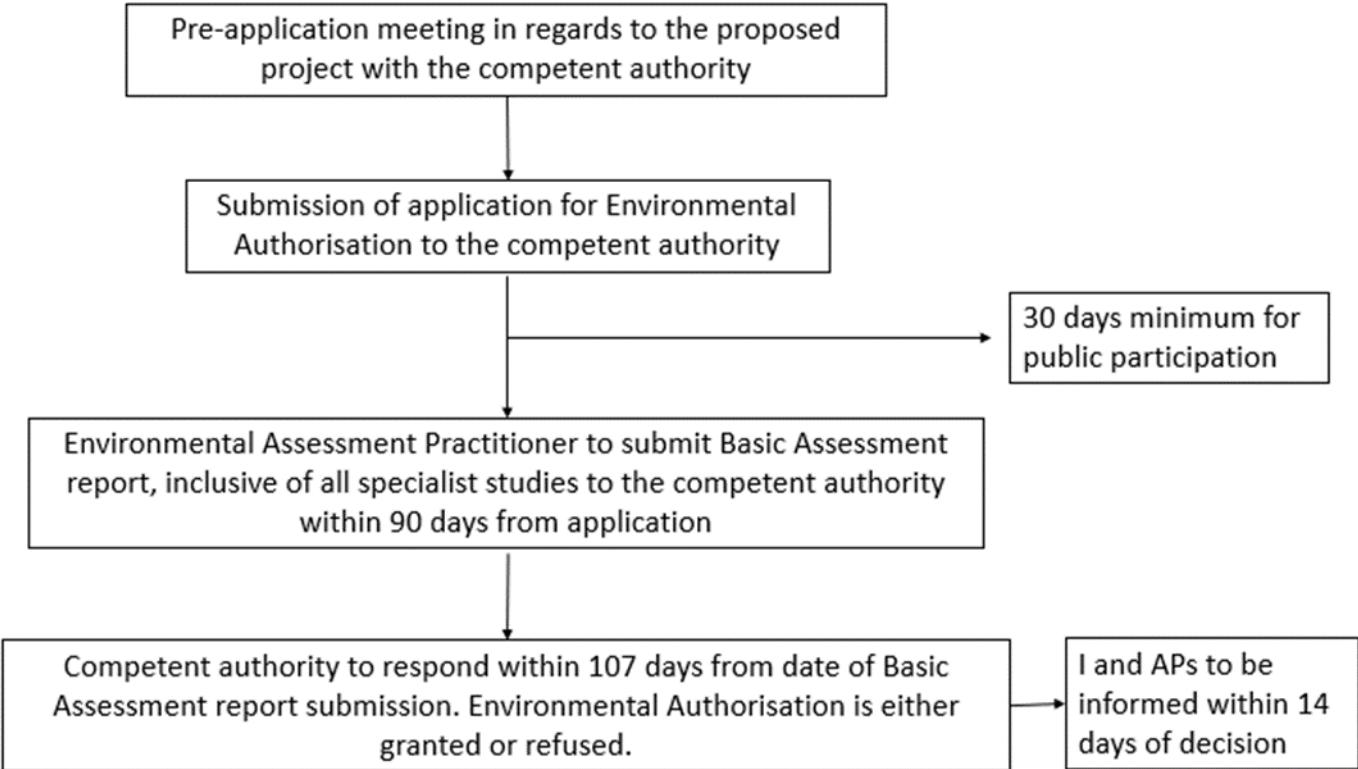 Pre-application meeting in regards to the proposed
project with the competent authority
Submission of application for Environmental
Authorisation to the competent authority
30 days minimum for
public participation
Environmental Assessment Practitioner to submit Basic Assessment
report, inclusive of all specialist studies to the competent authority
within 90 days from application
Competent authority to respond within 107 days from date of Basic
Assessment report submission. Environmental Authorisation is either
granted or refused.
I and APs to be
informed within 14
days of decision